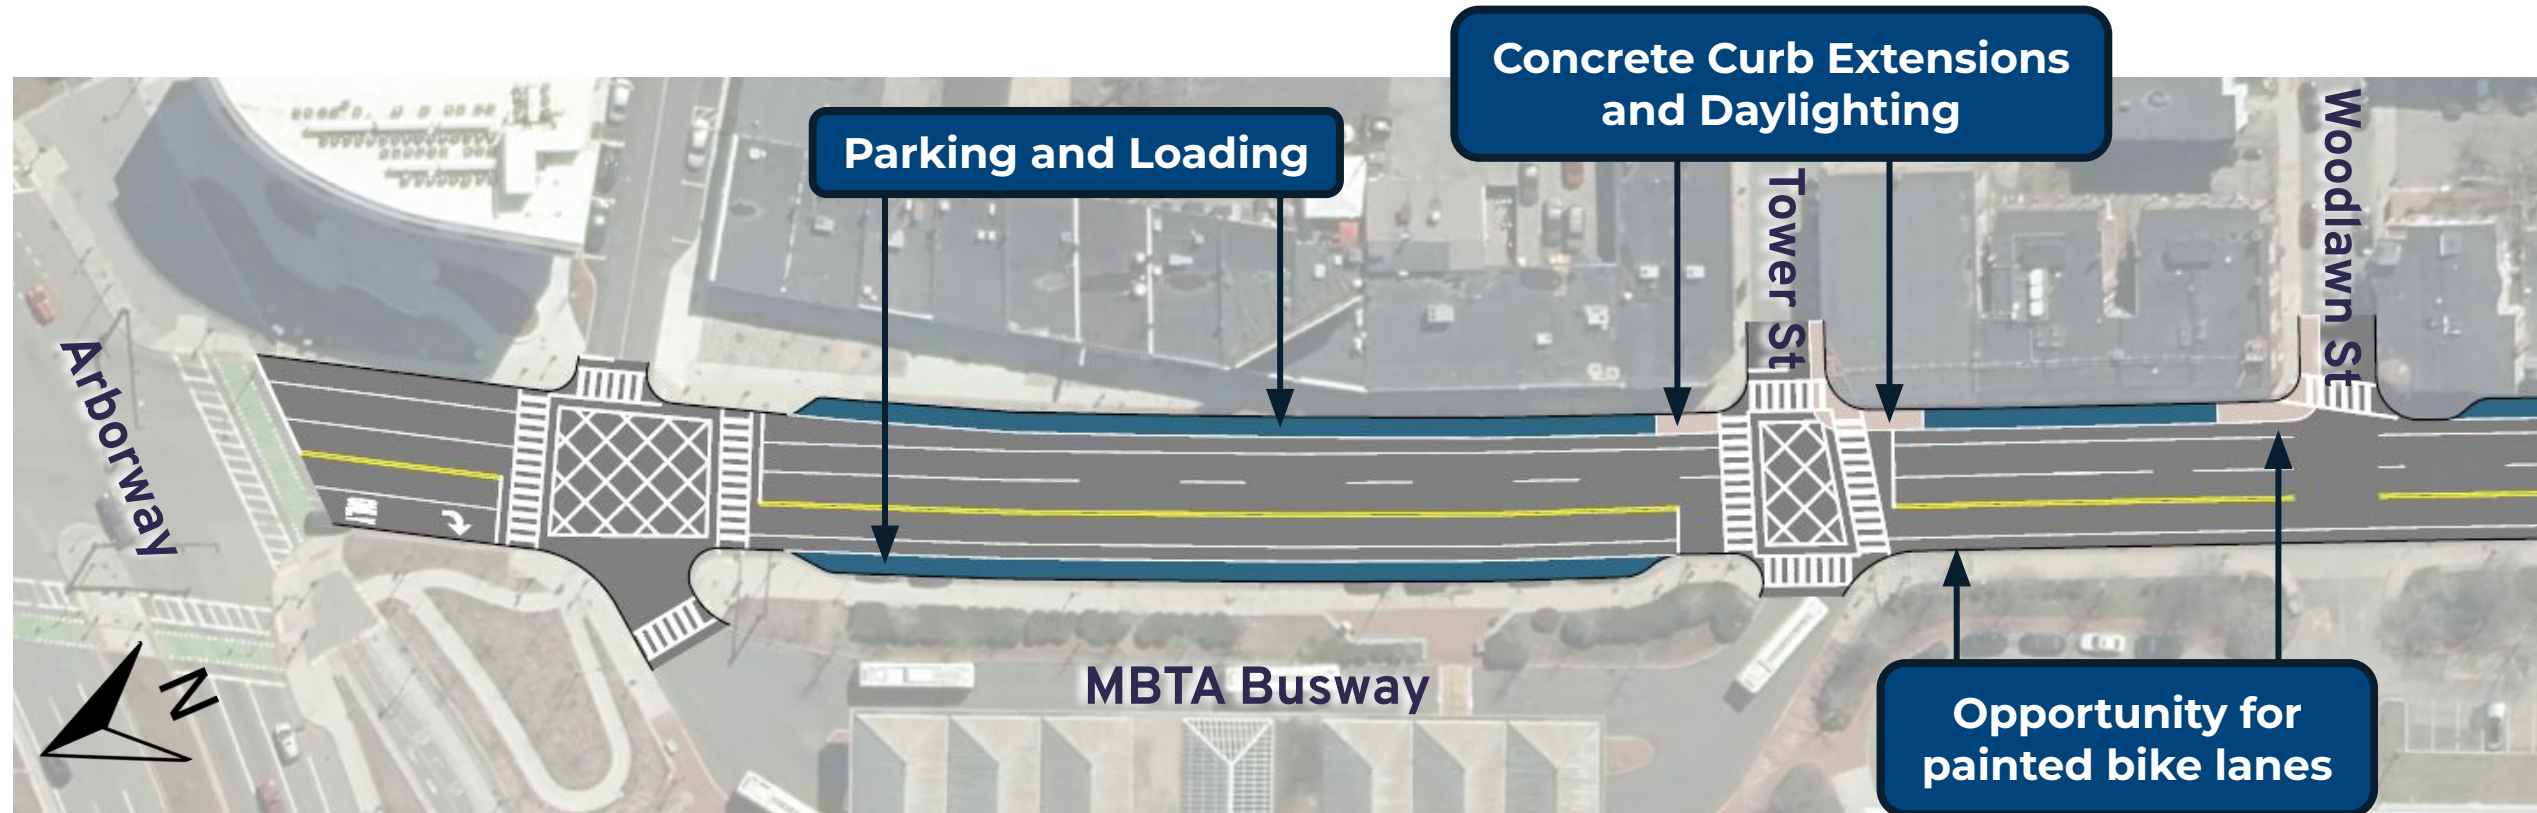 Concrete Curb Extensions
and Daylighting
Parking and Loading
Woodlawn St
Tower St
Arborway
N
MBTA Busway
Opportunity for
painted bike lanes